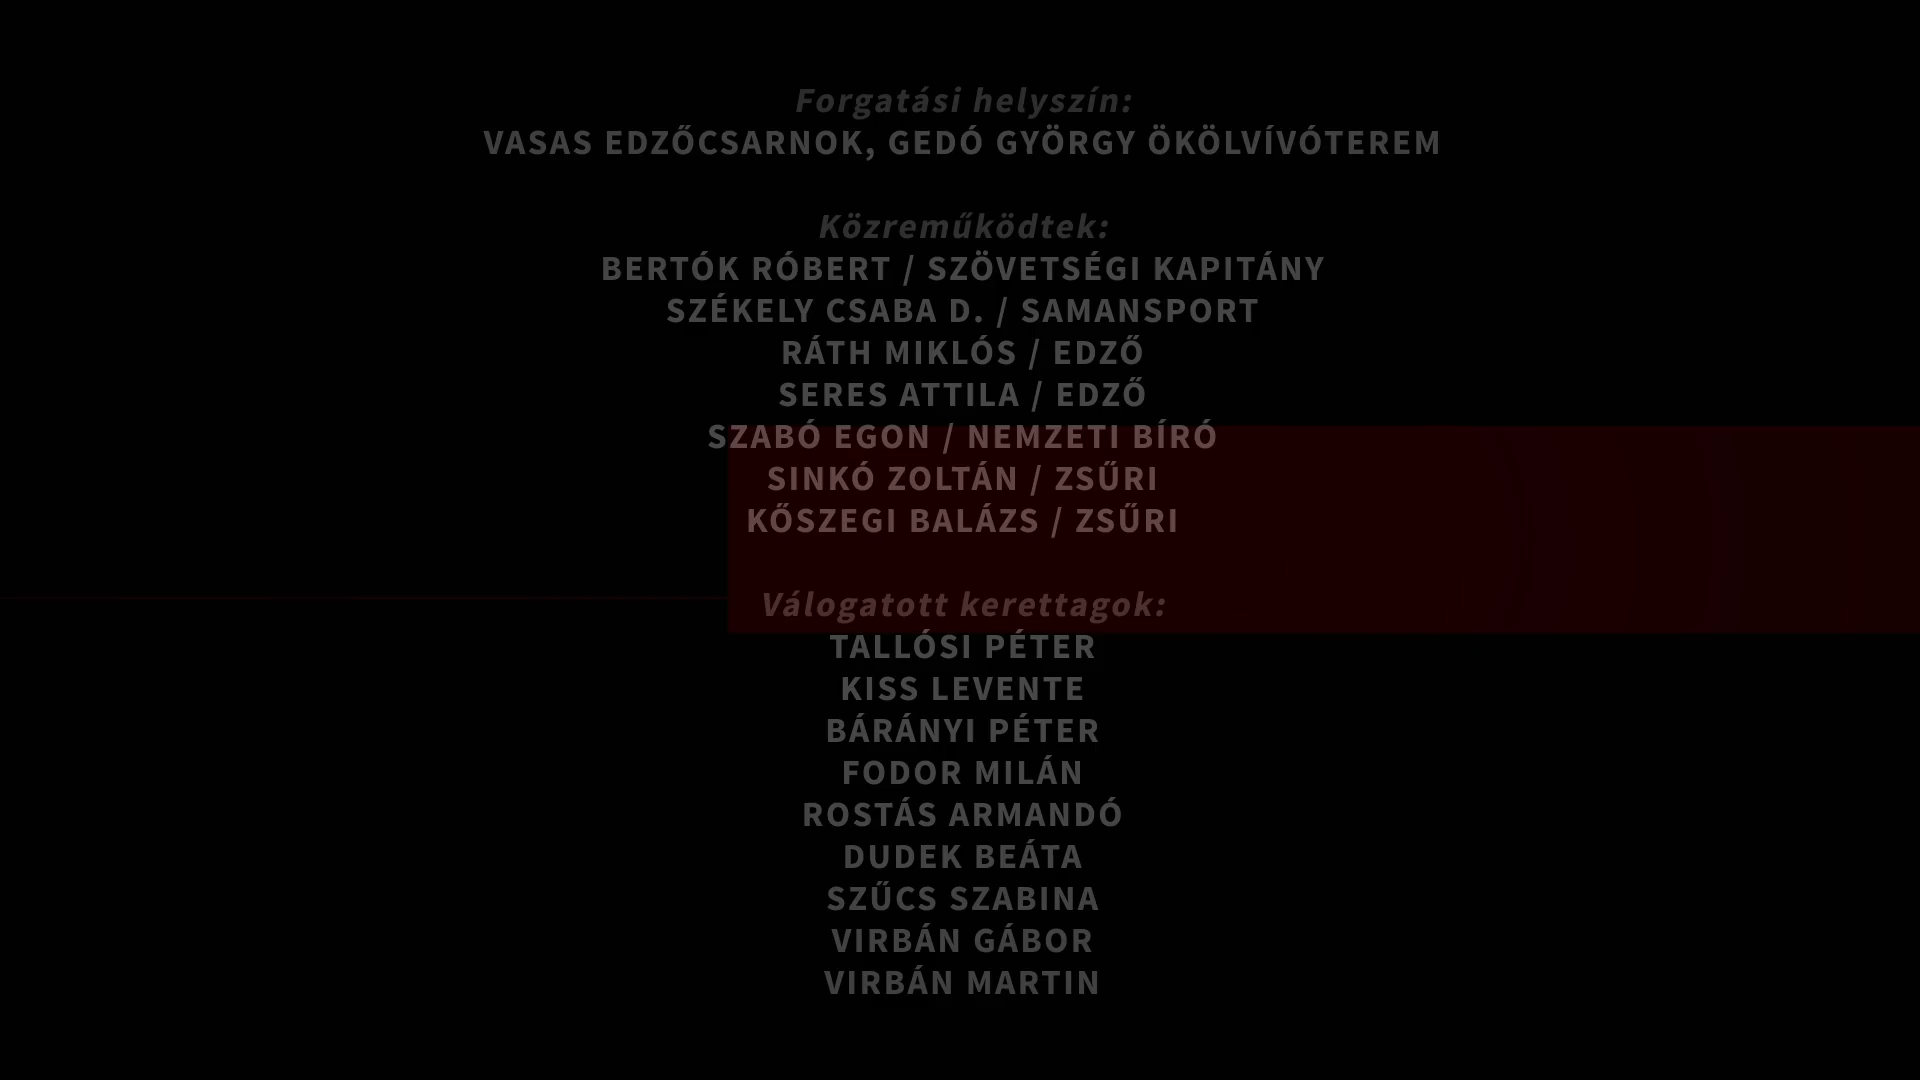 Forgatási helyszín:
VASAS EDZŐCSARNOK, GEDÓ GYÖRGY ÖKÖLVÍVÓTEREM
Közreműködtek:
BERTÓK RÓBERT / SZÖVETSÉGI KAPITÁNY
SZÉKELY CSABA D. / SAMANSPORT
RÁTH MIKLÓS / EDZŐ
SERES ATTILA / EDZŐ
SZABÓ EGON / NEMZETI BÍRÓ
SINKÓ ZOLTÁN / ZSŰRI
KŐSZEGI BALÁZS / ZSŰRI
Válogatott kerettagok:
TALLÓSI PÉTER
KISS LEVENTE
BÁRÁNYI PÉTER
FODOR MILÁN
ROSTÁS ARMANDÓ
DUDEK BEÁTA
SZŰCS SZABINA
VIRBÁN GÁBOR
VIRBÁN MARTIN